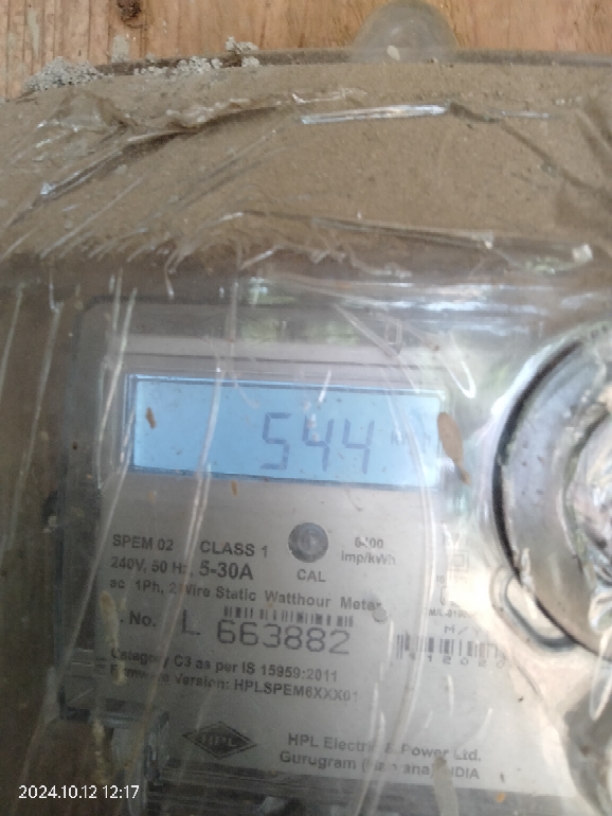 544
SPEM 02 CLASS 1 6400
imp/kWh
240V, 50 Hz, 5-30A CAL
ac 1Ph, 2 Wire Static Watthour Meter
. No. L 663882
Category C3 as per IS 15959:2011
Firmware Version: HPLSPEM6XXX01
HPL
HPL Electric & Power Ltd.
Gurugram (Haryana) INDIA
2024.10.12 12:17